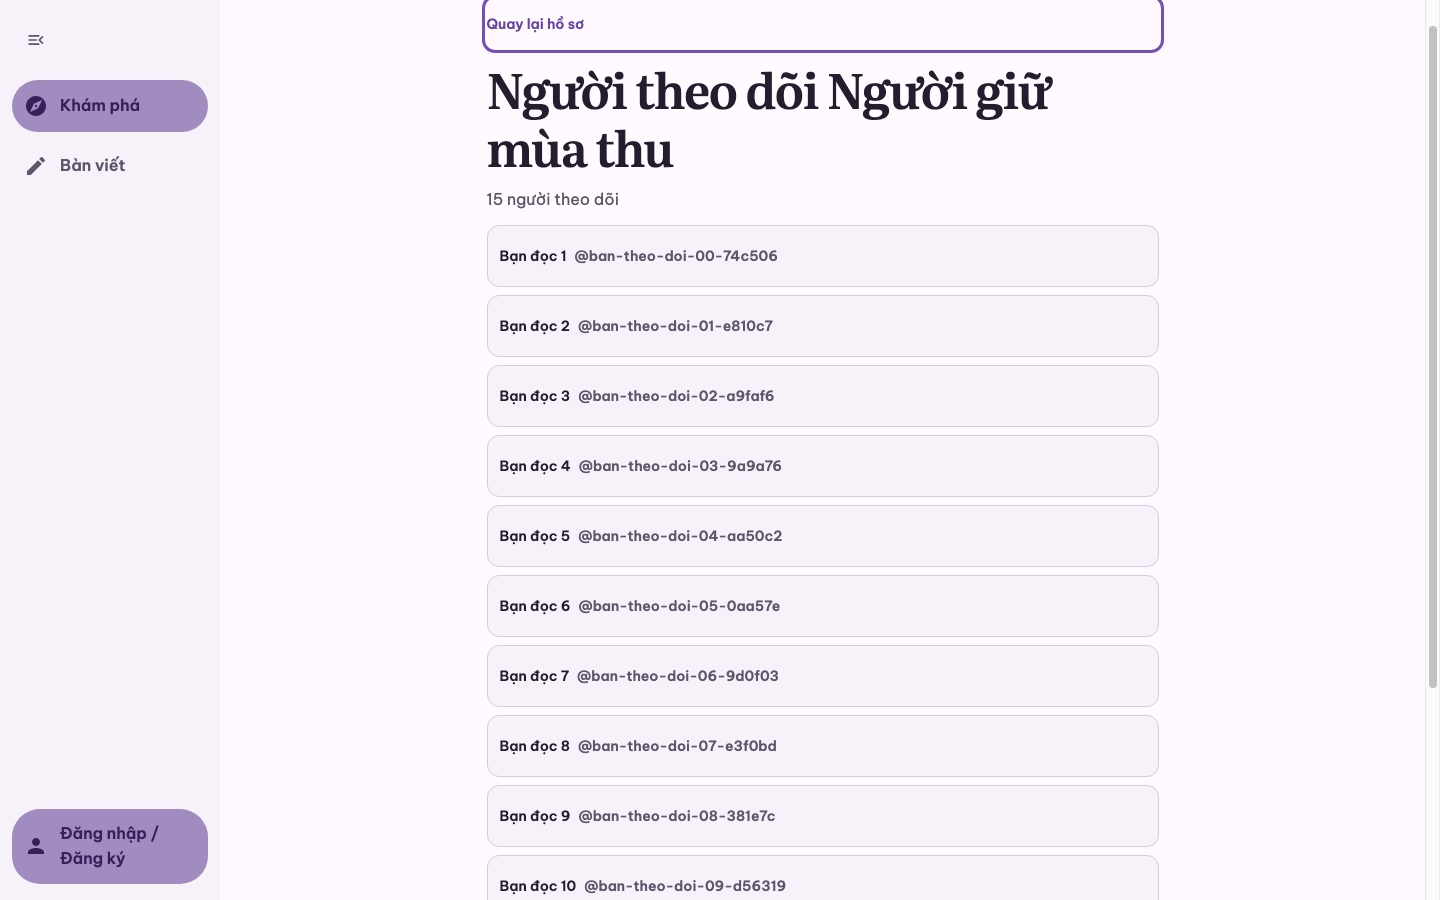 Khám phá
Bàn viết
Đăng nhập /
Đăng ký
Quay lại hồ sơ
Người theo dõi Người giữ
mùa thu
15 người theo dõi
Bạn đọc 1 @ban-theo-doi-00-74c506
Bạn đọc 2 @ban-theo-doi-01-e810c7
Bạn đọc 3 @ban-theo-doi-02-a9faf6
Bạn đọc 4 @ban-theo-doi-03-9a9a76
Bạn đọc 5 @ban-theo-doi-04-aa50c2
Bạn đọc 6 @ban-theo-doi-05-0aa57e
Bạn đọc 7 @ban-theo-doi-06-9d0f03
Bạn đọc 8 @ban-theo-doi-07-e3f0bd
Bạn đọc 9 @ban-theo-doi-08-381e7c
Bạn đọc 10 @ban-theo-doi-09-d56319